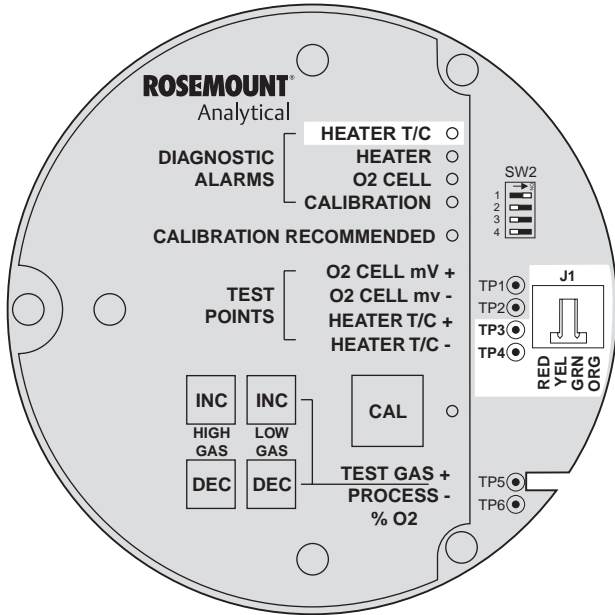 ROSEMOUNT®
Analytical
HEATER T/C
DIAGNOSTIC
ALARMS
HEATER
O2 CELL
CALIBRATION
CALIBRATION RECOMMENDED
SW2
ON
1
2
3
4
TEST
POINTS
O2 CELL mV +
O2 CELL mv -
HEATER T/C +
HEATER T/C -
TP1
TP2
TP3
TP4
J1
RED
YEL
GRN
ORG
INC
INC
HIGH
GAS
LOW
GAS
DEC
DEC
CAL
TEST GAS +
PROCESS -
% O2
TP5
TP6